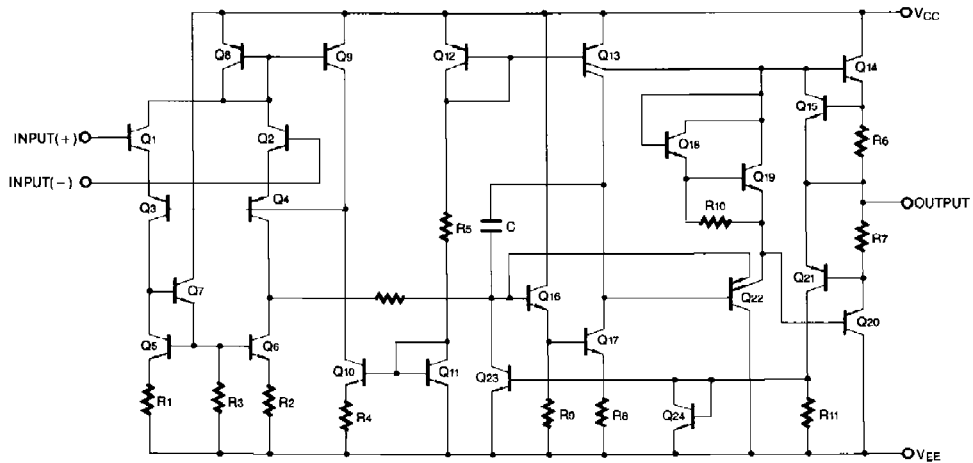 VCC
Q8
Q9
Q12
Q13
Q14
Q15
INPUT(+)
Q1
Q2
R6
Q18
INPUT(−)
Q19
Q3
Q4
R10
OUTPUT
R5
C
R7
Q7
Q21
Q16
Q22
Q20
Q5
Q6
Q17
Q10
Q11
Q23
R1
R3
R2
R4
R9
R8
Q24
R11
VEE